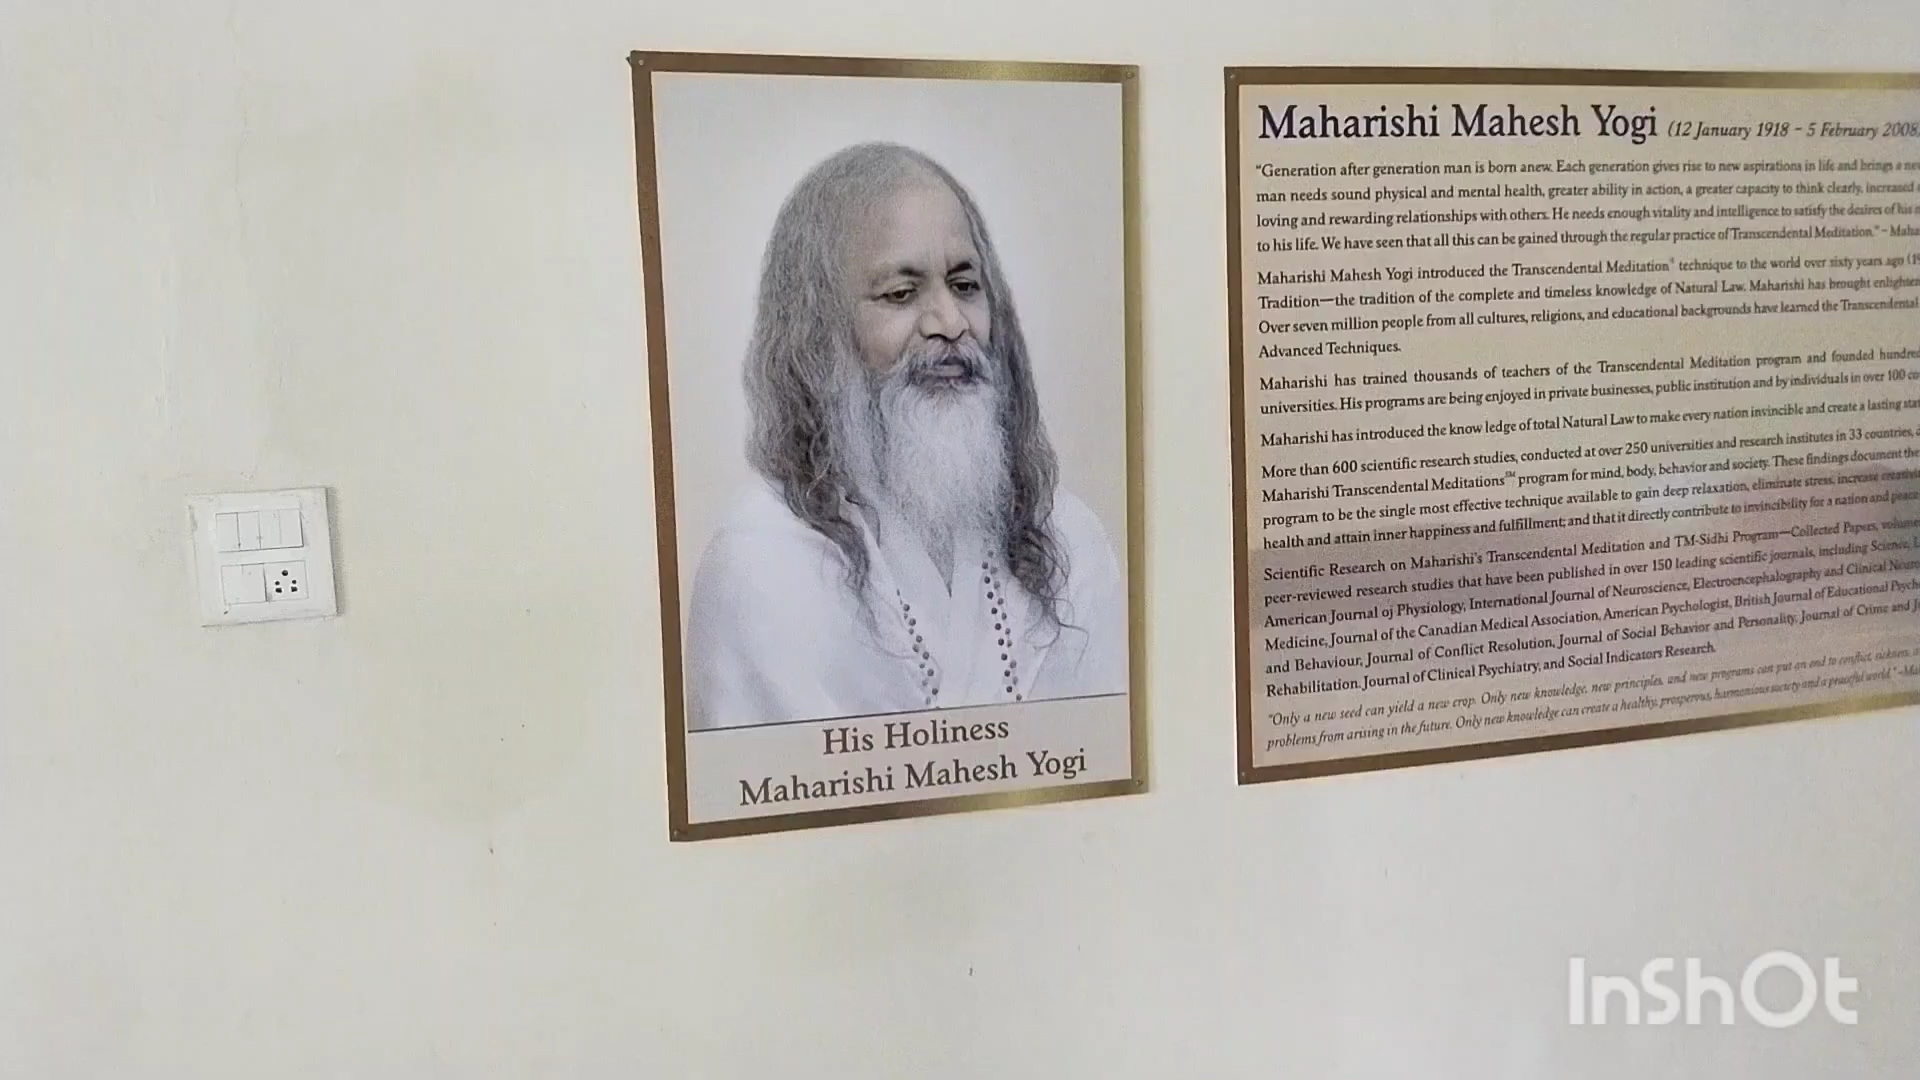 His Holiness
Maharishi Mahesh Yogi
Maharishi Mahesh Yogi (12 January 1918 - 5 February 2008)
"Generation after generation man is born anew. Each generation gives rise to new aspirations in life and brings a
man needs sound physical and mental health, greater ability in action, a greater capacity to think clearly, increased
loving and rewarding relationships with others. He needs enough vitality and intelligence to satisfy the desires of his
to his life. We have seen that all this can be gained through the regular practice of Transcendental Meditation." -
Maharishi Mahesh Yogi introduced the Transcendental Meditation® technique to the world over sixty years ago
Tradition—the tradition of the complete and timeless knowledge of Natural Law. Maharishi has brought
Over seven million people from all cultures, religions, and educational backgrounds have learned the Transcendental
Advanced Techniques.
Maharishi has trained thousands of teachers of the Transcendental Meditation program and founded
universities. His programs are being enjoyed in private businesses, public institution and by individuals in over 100
Maharishi has introduced the know ledge of total Natural Law to make every nation invincible and create a lasting
More than 600 scientific research studies, conducted at over 250 universities and research institutes in 33 countries,
Maharishi Transcendental Meditations™ program for mind, body, behavior and society. These findings document the
program to be the single most effective technique available to gain deep relaxation, eliminate stress, increase
health and attain inner happiness and fulfillment; and that it directly contribute to invincibility for a nation and
Scientific Research on Maharishi's Transcendental Meditation and TM-Sidhi Program—Collected Papers,
peer-reviewed research studies that have been published in over 150 leading scientific journals, including Science,
American Journal oj Physiology, International Journal of Neuroscience, Electroencephalography and Clinical
Medicine, Journal of the Canadian Medical Association, American Psychologist, British Journal of Educational
and Behaviour, Journal of Conflict Resolution, Journal of Social Behavior and Personality, Journal of Crime and
Rehabilitation. Journal of Clinical Psychiatry, and Social Indicators Research.
"Only a new seed can yield a new crop. Only new knowledge, new principles, and new programs can put an end to conflict, sickness,
problems from arising in the future. Only new knowledge can create a healthy, prosperous, harmonious society and a peaceful world."
InShOt